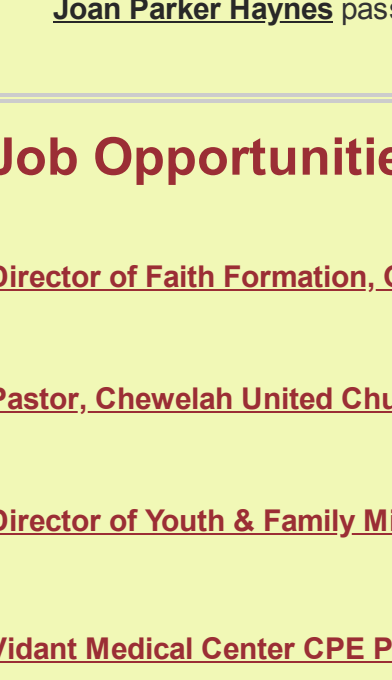 Joan Parker Haynes pass
Job Opportunitie
Director of Faith Formation, C
Pastor, Chewelah United Chu
Director of Youth & Family Mi
Vidant Medical Center CPE P